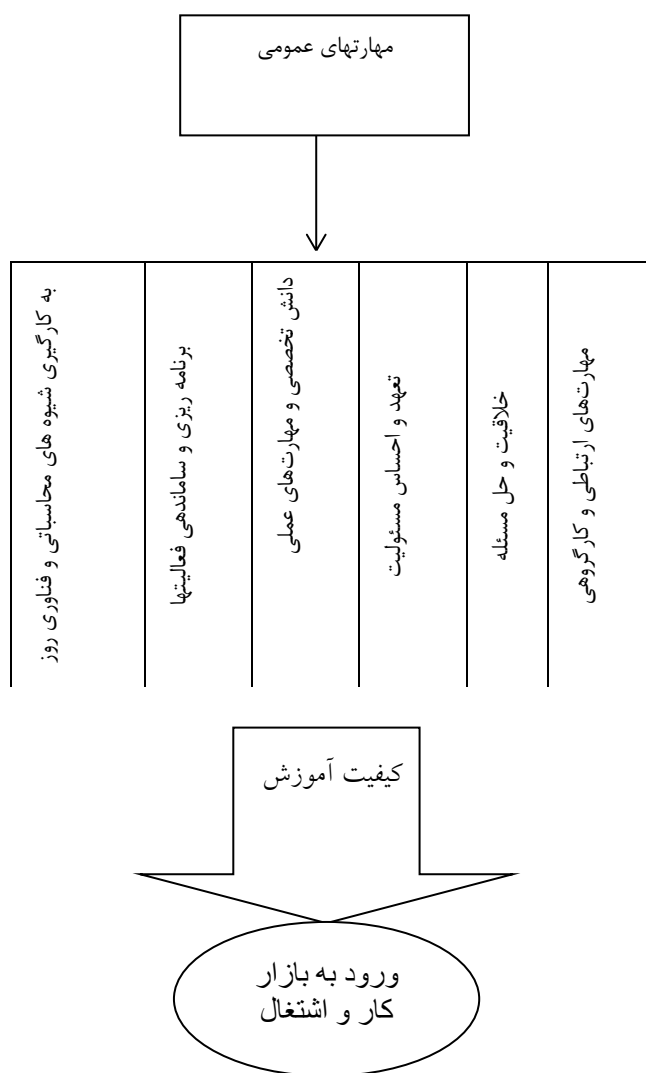 مهارتهای عمومی
مهارت‌های ارتباطی و کارگروهی
خلاقیت و حل مسئله
تعهد و احساس مسئولیت
دانش تخصصی و مهارت‌های عملی
برنامه ریزی و ساماندهی فعالیتها
به کارگیری شیوه های محاسباتی و فناوری روز
کیفیت آموزش
ورود به بازار
کار و اشتغال